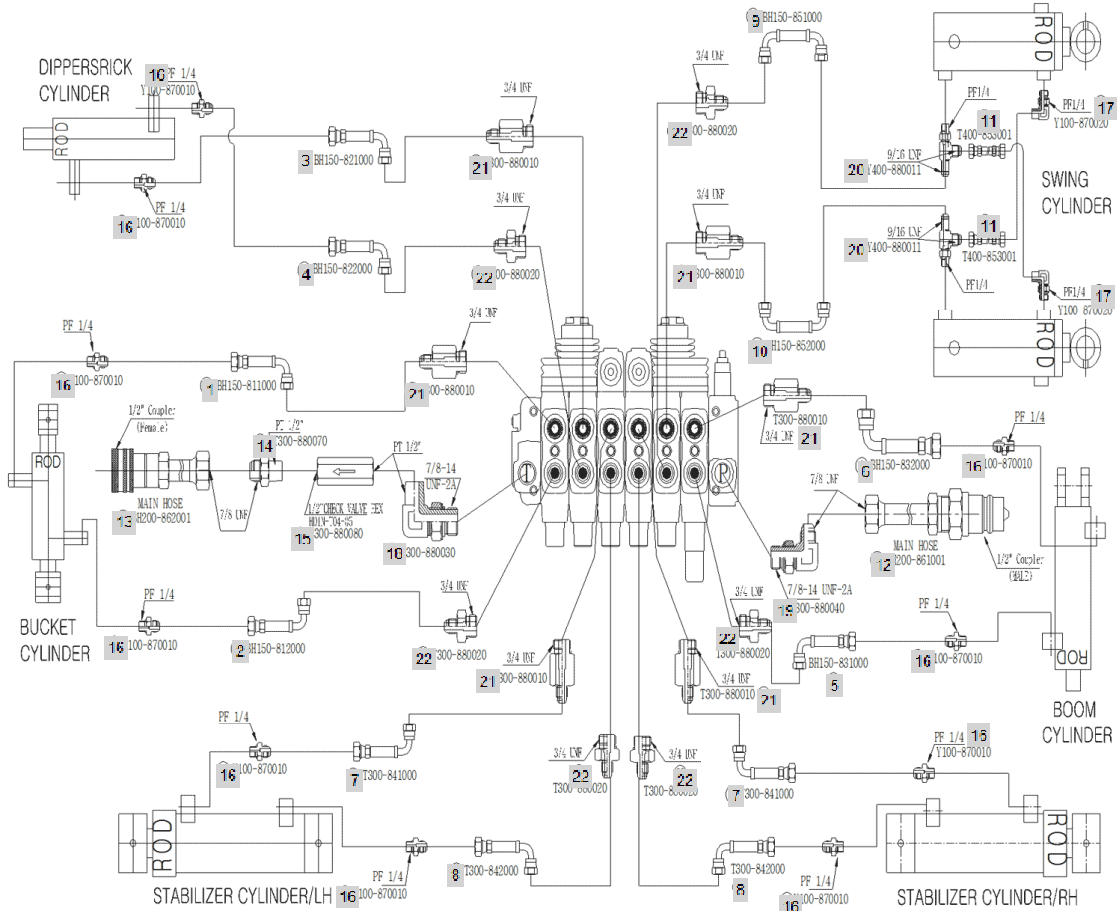 9 BH150-851000
DIPPERSRICK
CYLINDER
16 PF 1/4
Y100-870010
3/4 UNF
3/4 UNF
22 -880020
ROD
PF1/4
11
T400-853001
PF1/4 17
Y100-870020
ROD
3 BH150-821000
21 300-880010
9/16 UNF
20 Y400-880011
SWING
CYLINDER
PF 1/4
16 100-870010
3/4 UNF
3/4 UNF
4 BH150-822000
22 -880020
21 300-880010
9/16 UNF
20 Y400-880011
11
T400-853001
PF1/4
PF1/4 17
Y100-870020
PF 1/4
3/4 UNF
10 H150-852000
ROD
16 100-870010
1 BH150-811000
21 00-880010
T300-880010
3/4 UNF 21
PF 1/4
6 BH150-832000
16 100-870010
1/2" Coupler
(Female)
PT 1/2"
14 300-880070
PT 1/2"
7/8-14
UNF-2A
ROD
7/8 UNF
MAIN HOSE
13 H200-862001
7/8 UNF
1/2"CHECK VALVE HEX
15 300-880080
18 300-880030
MAIN HOSE
12 H200-861001
1/2" Coupler
(MALE)
7/8-14 UNF-2A
19 300-880040
PF 1/4
3/4 UNF
3/4 UNF
PF 1/4
BUCKET
CYLINDER
16 100-870010
2 BH150-812000
22 300-880020
22
T300-880020
BH150-831000
5
16 100-870010
ROD
3/4 UNF
21 300-880010
3/4 UNF
T300-880010 21
BOOM
CYLINDER
PF 1/4
16 100-870010
7 T300-841000
3/4 UNF
22
T300-880020
3/4 UNF
22
T300-880020
7 T300-841000
PF 1/4 16
Y100-870010
ROD
PF 1/4
8 T300-842000
T300-842000
8
PF 1/4
ROD
STABILIZER CYLINDER/LH 16 100-870010
16 100-870010
STABILIZER CYLINDER/RH